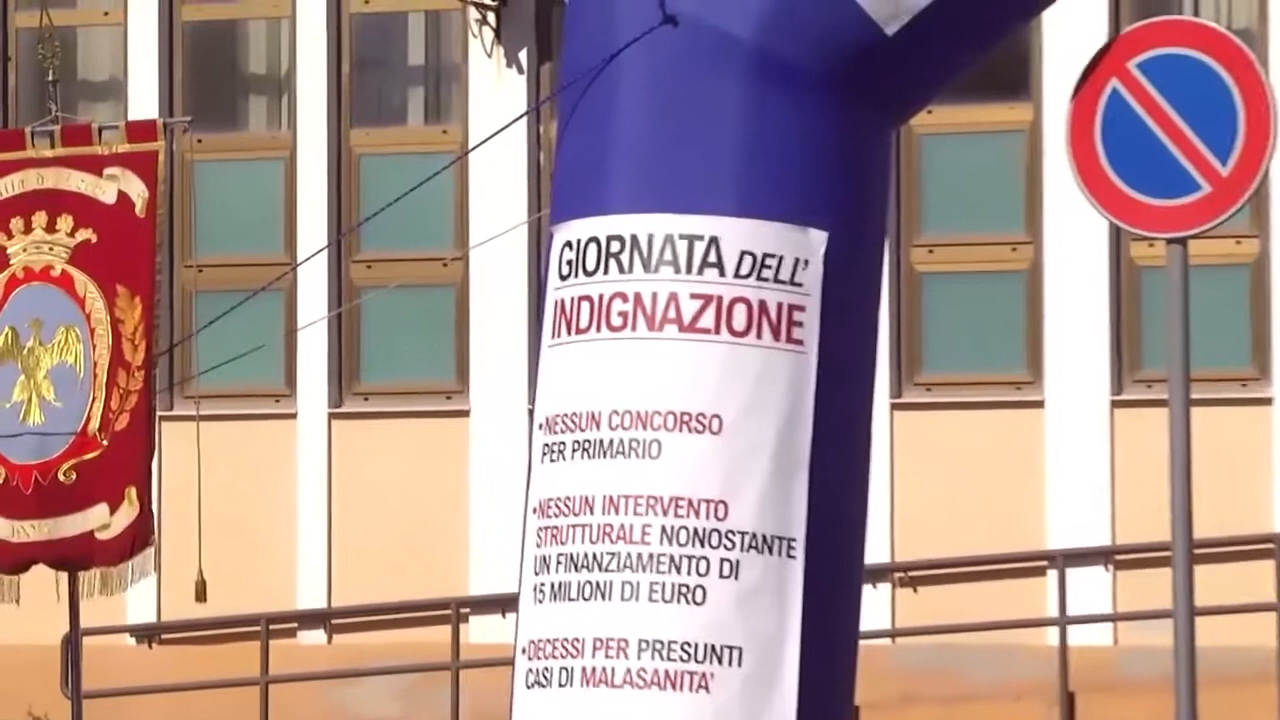 GIORNATA DELL'
INDIGNAZIONE
•NESSUN CONCORSO
PER PRIMARIO
•NESSUN INTERVENTO
STRUTTURALE NONOSTANTE
UN FINANZIAMENTO DI
15 MILIONI DI EURO
•DECESSI PER PRESUNTI
CASI DI MALASANITA'